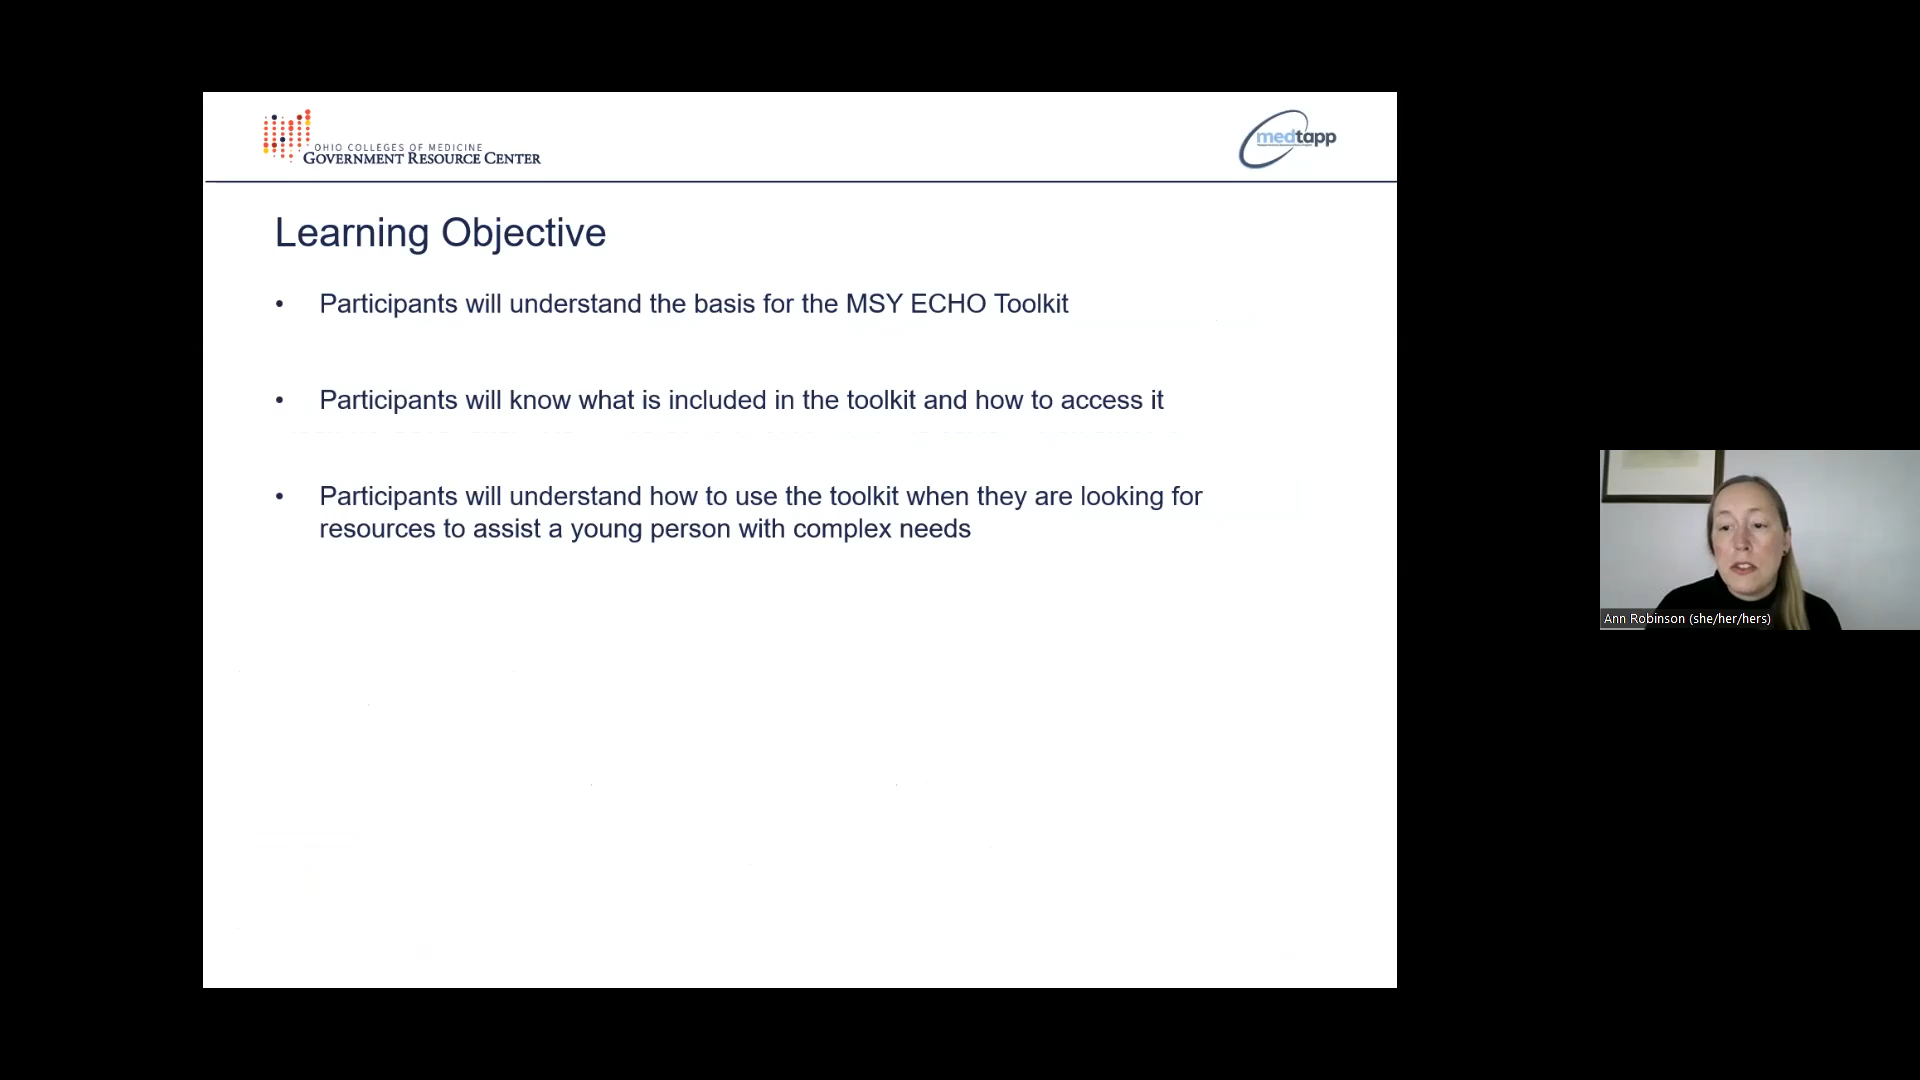 OHIO COLLEGES OF MEDICINE
GOVERNMENT RESOURCE CENTER
medtapp
Learning Objective
• Participants will understand the basis for the MSY ECHO Toolkit
• Participants will know what is included in the toolkit and how to access it
• Participants will understand how to use the toolkit when they are looking for
resources to assist a young person with complex needs
Ann Robinson (she/her/hers)